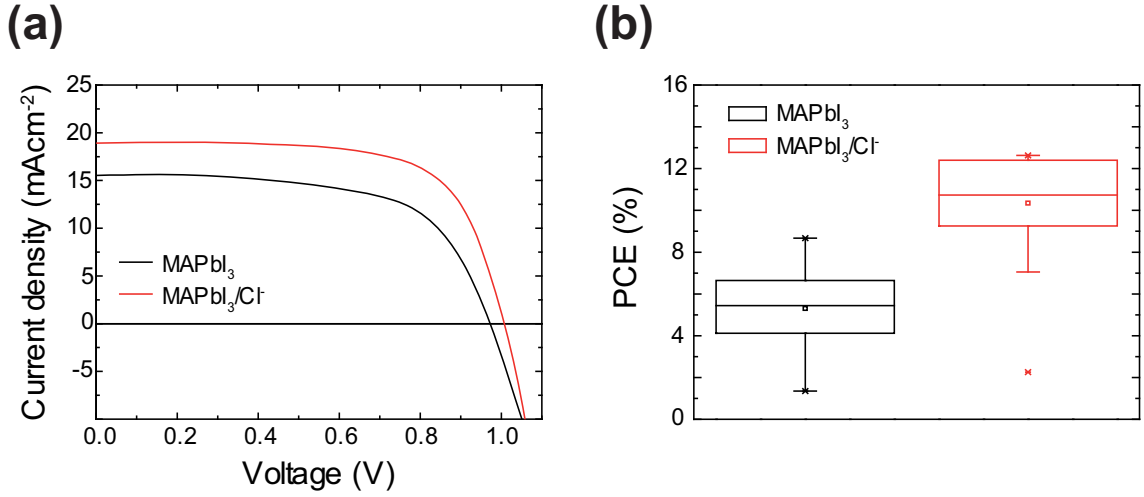 (a)
(b)
Current density (mAcm⁻²)
25
20
15
10
5
0
-5
MAPbI₃
MAPbI₃/Cl⁻
0.0 0.2 0.4 0.6 0.8 1.0
Voltage (V)
PCE (%)
16
12
8
4
0
MAPbI₃
MAPbI₃/Cl⁻